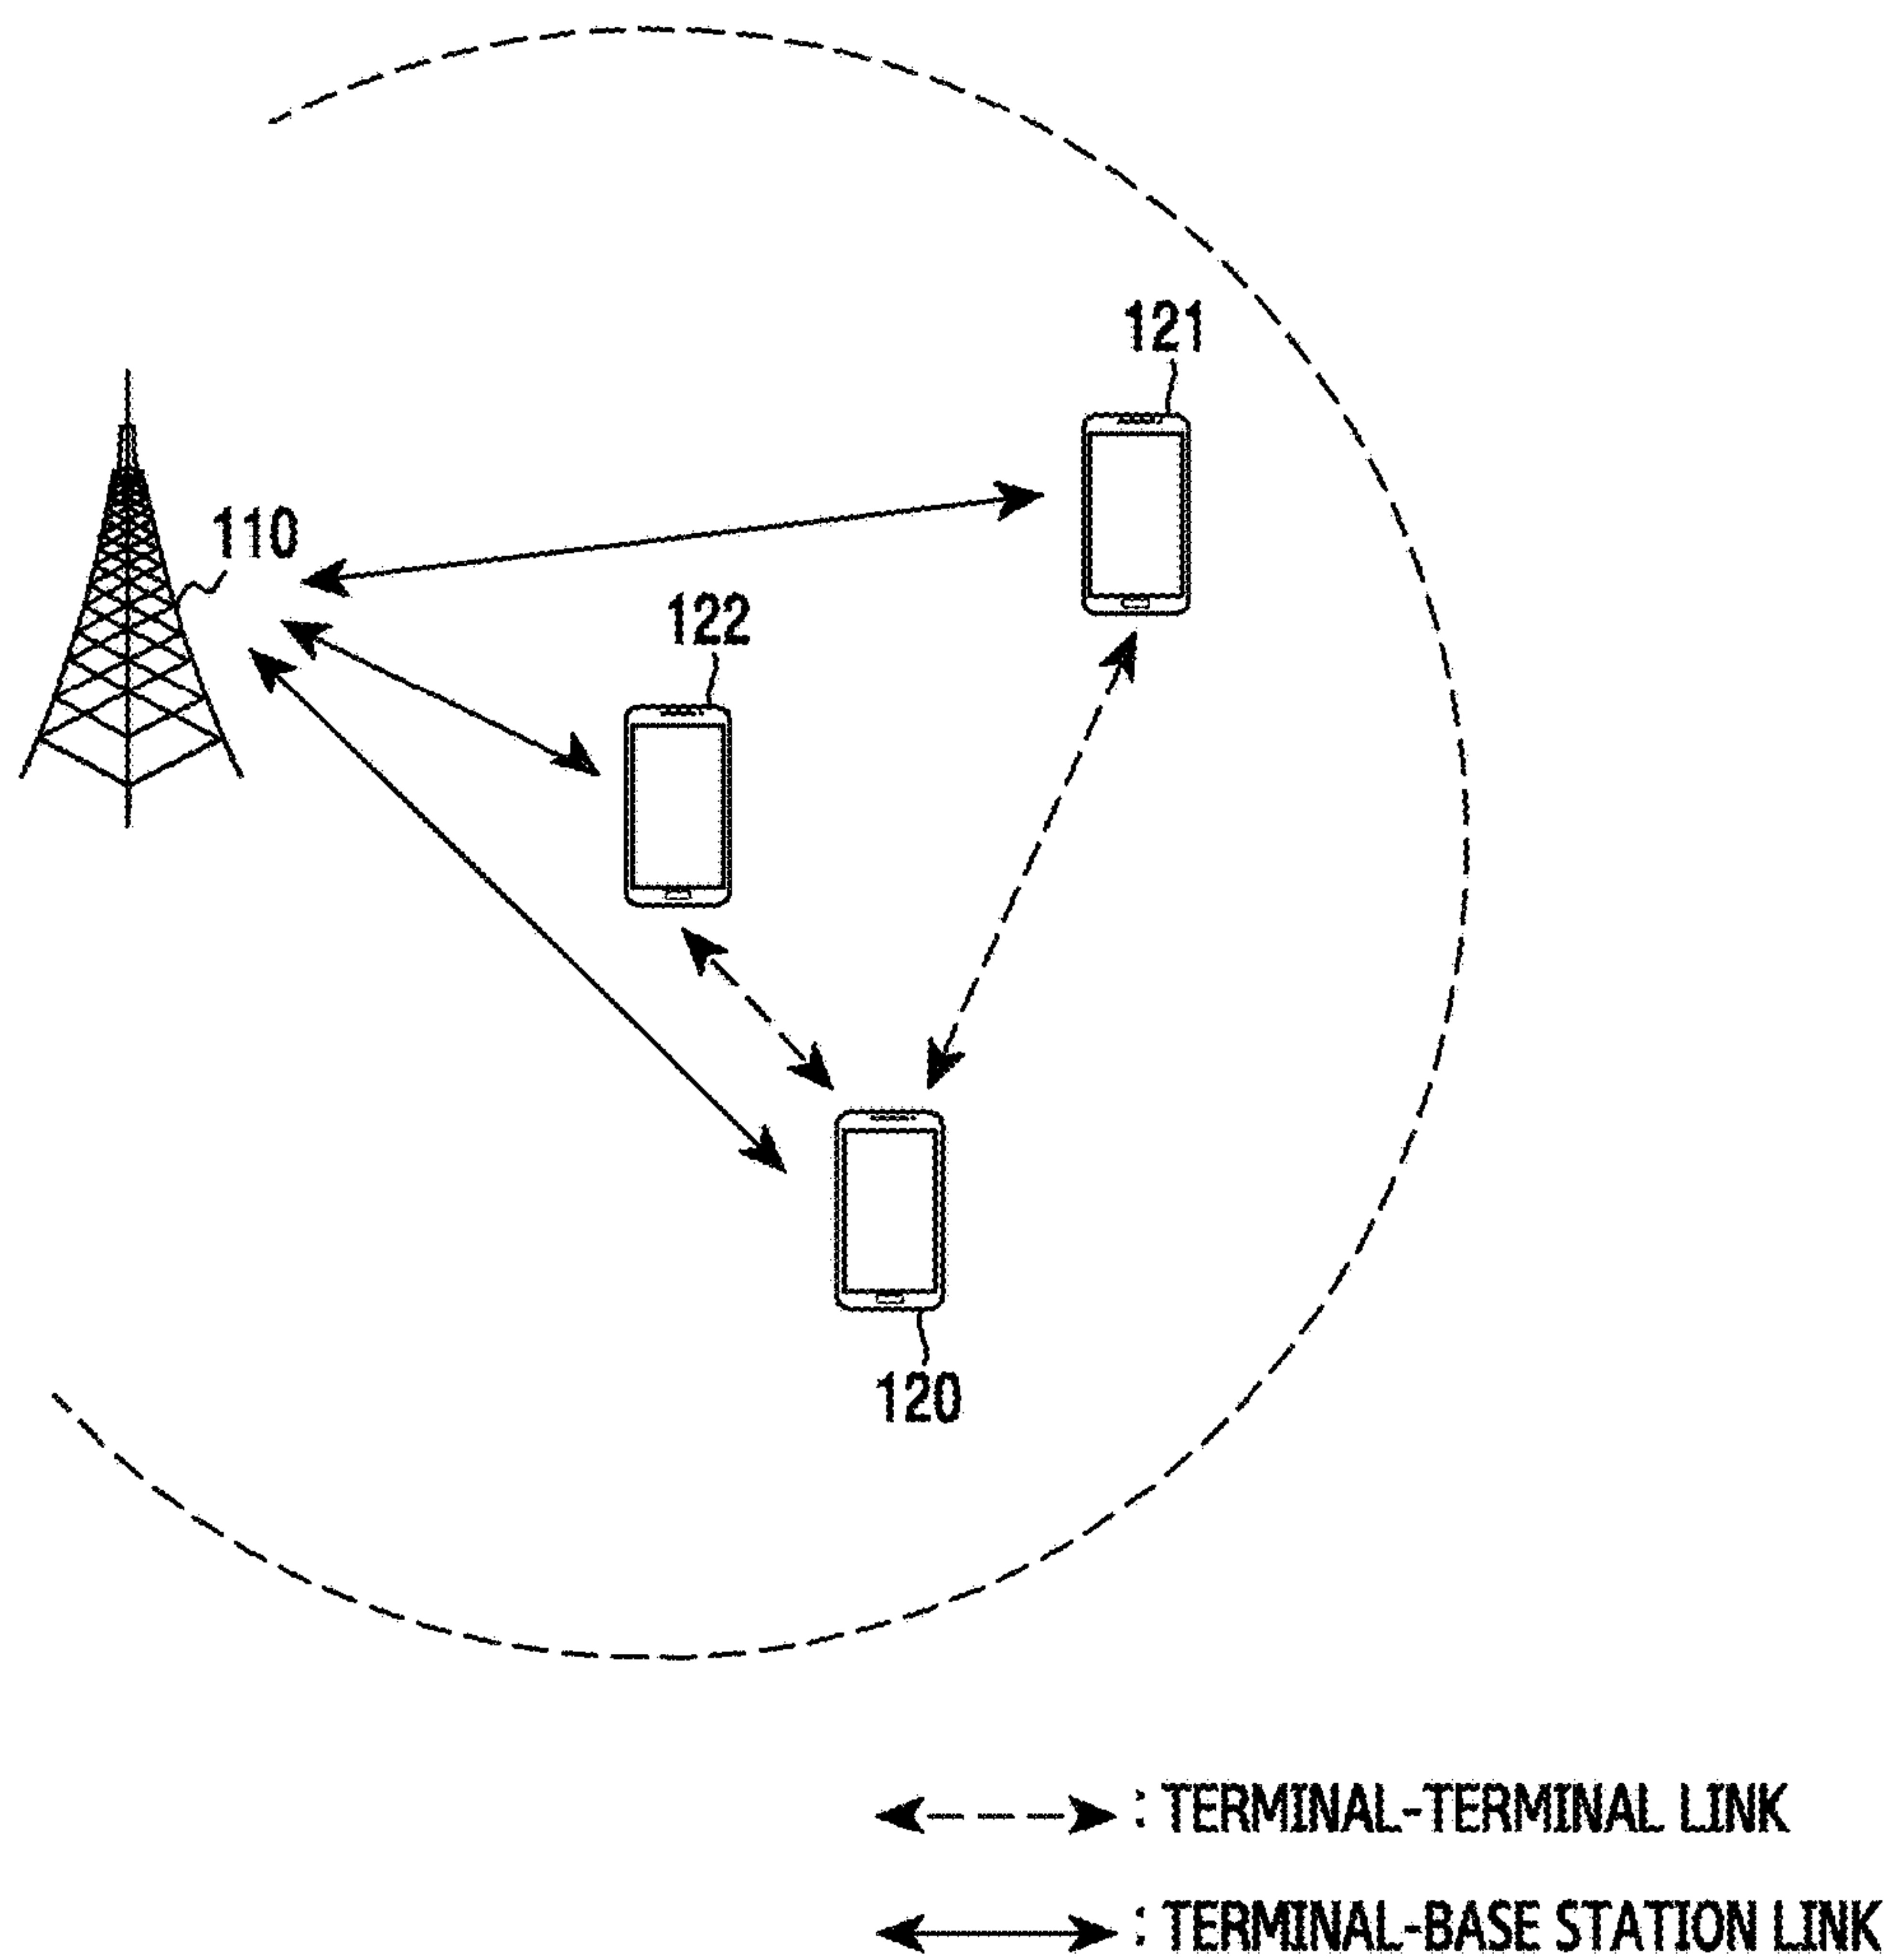 121
110
122
120
: TERMINAL-TERMINAL LINK
: TERMINAL-BASE STATION LINK